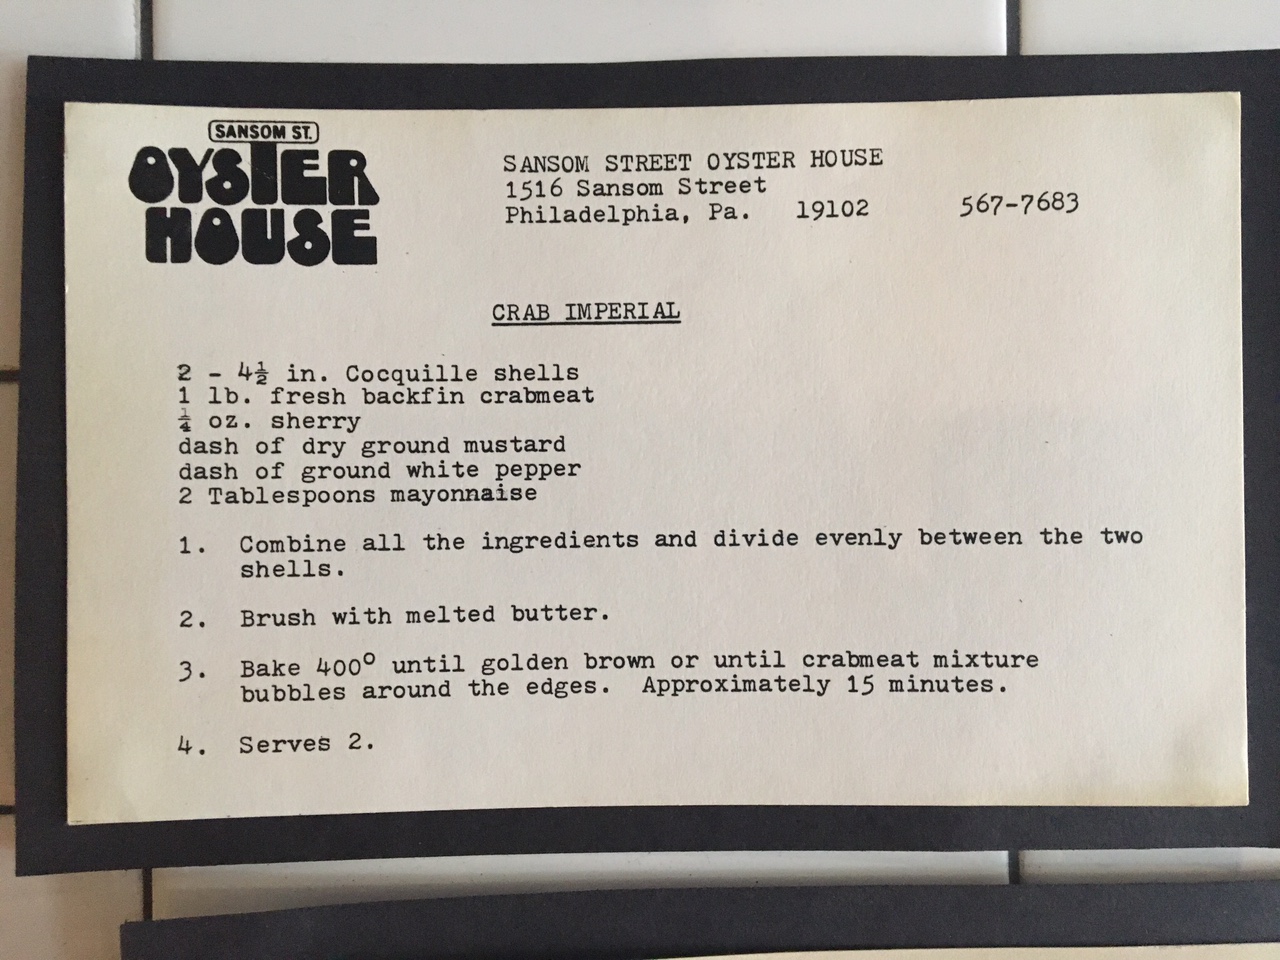 SANSOM ST.
OYSTER
HOUSE
SANSOM STREET OYSTER HOUSE
1516 Sansom Street
Philadelphia, Pa. 19102 567-7683
CRAB IMPERIAL
2 - 4½ in. Cocquille shells
1 lb. fresh backfin crabmeat
¼ oz. sherry
dash of dry ground mustard
dash of ground white pepper
2 Tablespoons mayonnaise
1. Combine all the ingredients and divide evenly between the two
shells.
2. Brush with melted butter.
3. Bake 400° until golden brown or until crabmeat mixture
bubbles around the edges. Approximately 15 minutes.
4. Serves 2.